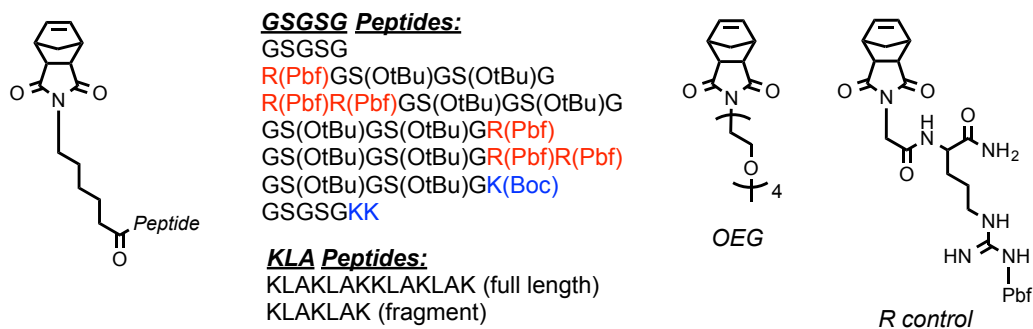 O
N
O
Peptide
O
GSGSG Peptides:
GSGSG
R(Pbf)GS(OtBu)GS(OtBu)G
R(Pbf)R(Pbf)GS(OtBu)GS(OtBu)G
GS(OtBu)GS(OtBu)GR(Pbf)
GS(OtBu)GS(OtBu)GR(Pbf)R(Pbf)
GS(OtBu)GS(OtBu)GK(Boc)
GSGSGKK
KLA Peptides:
KLAKLAKKLAKLAK (full length)
KLAKLAK (fragment)
O
N
O
O
4
OEG
O
N
O
H
N
O
NH2
O
NH
HN
NH
Pbf
R control